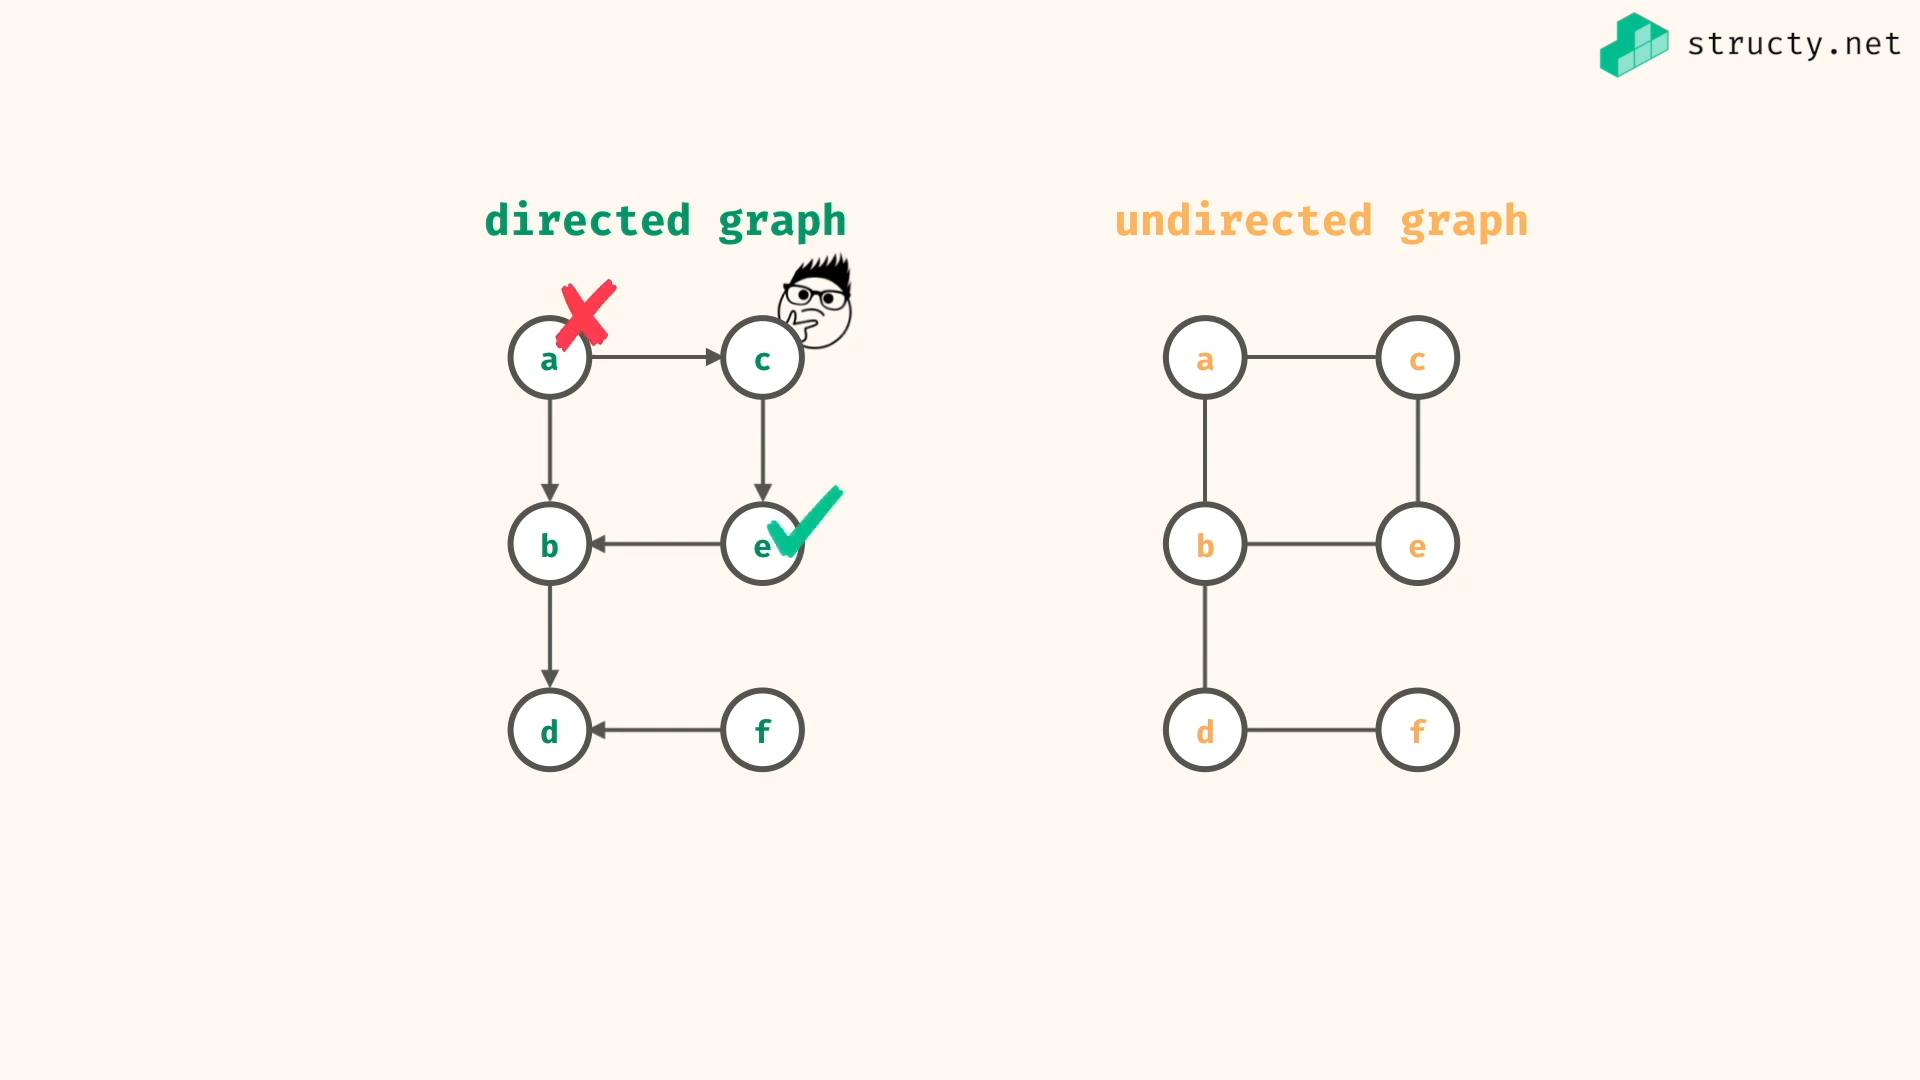 structy.net
directed graph
undirected graph
a
c
b
e
d
f
a
c
b
e
d
f